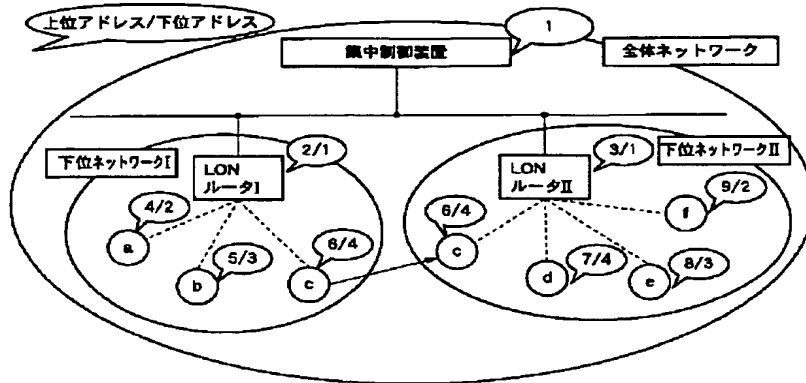 上位アドレス/下位アドレス
1
集中制御装置
全体ネットワーク
下位ネットワークⅠ
LON
ルータⅠ
2/1
LON
ルータⅡ
3/1
下位ネットワークⅡ
4/2
a
5/3
b
6/4
c
6/4
c
7/4
d
8/3
e
9/2
f